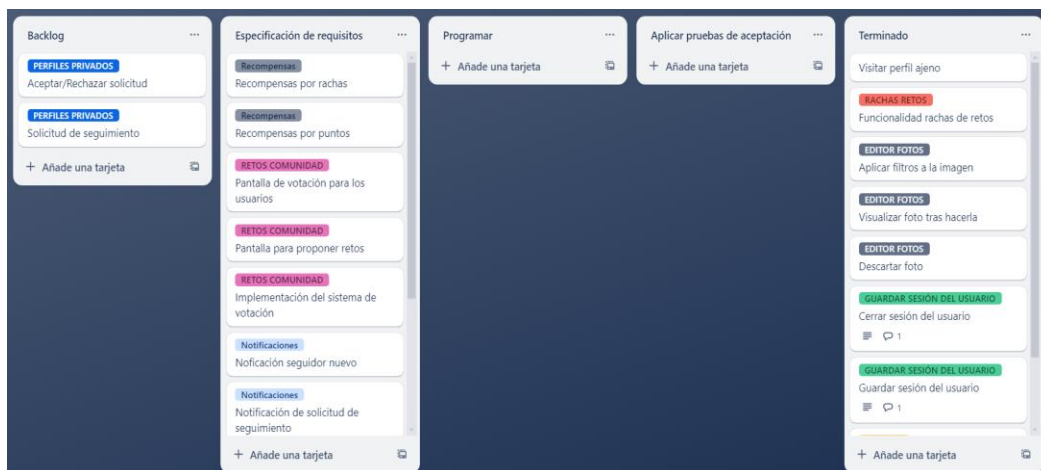 Backlog
PERFILES PRIVADOS
Aceptar/Rechazar solicitud
PERFILES PRIVADOS
Solicitud de seguimiento
+ Añade una tarjeta
Especificación de requisitos
Recompensas
Recompensas por rachas
Recompensas
Recompensas por puntos
RETOS COMUNIDAD
Pantalla de votación para los
usuarios
RETOS COMUNIDAD
Pantalla para proponer retos
RETOS COMUNIDAD
Implementación del sistema de
votación
Notificaciones
Noficación seguidor nuevo
Notificaciones
Notificación de solicitud de
seguimiento
+ Añade una tarjeta
Programar
+ Añade una tarjeta
Aplicar pruebas de aceptación
+ Añade una tarjeta
Terminado
Visitar perfil ajeno
RACHAS RETOS
Funcionalidad rachas de retos
EDITOR FOTOS
Aplicar filtros a la imagen
EDITOR FOTOS
Visualizar foto tras hacerla
EDITOR FOTOS
Descartar foto
GUARDAR SESIÓN DEL USUARIO
Cerrar sesión del usuario
1
GUARDAR SESIÓN DEL USUARIO
Guardar sesión del usuario
1
+ Añade una tarjeta